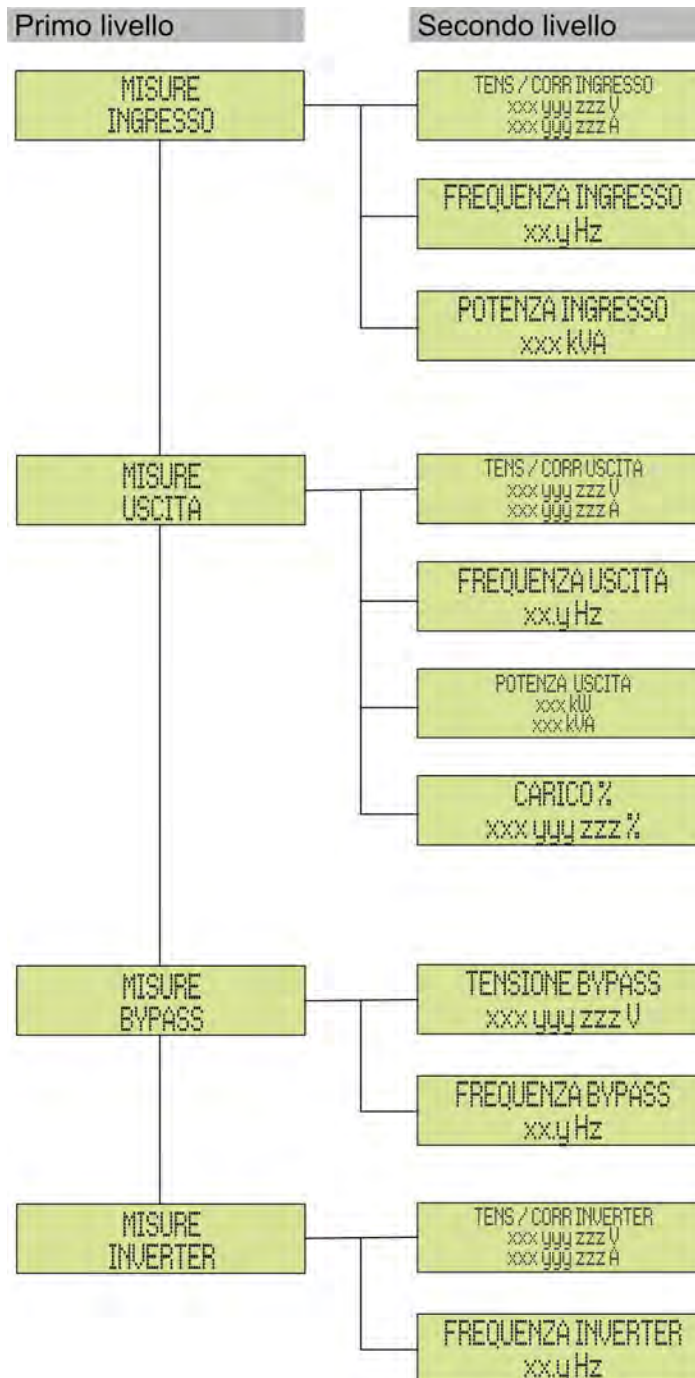 Primo livello
Secondo livello
MISURE
INGRESSO
TENS / CORR INGRESSO
xxx yyy zzz V
xxx yyy zzz A
FREQUENZA INGRESSO
xx.y Hz
POTENZA INGRESSO
xxx kVA
MISURE
USCITA
TENS / CORR USCITA
xxx yyy zzz V
xxx yyy zzz A
FREQUENZA USCITA
xx.y Hz
POTENZA USCITA
xxx kW
xxx kVA
CARICO %
xxx yyy zzz %
MISURE
BYPASS
TENSIONE BYPASS
xxx yyy zzz V
FREQUENZA BYPASS
xx.y Hz
MISURE
INVERTER
TENS / CORR INVERTER
xxx yyy zzz V
xxx yyy zzz A
FREQUENZA INVERTER
xx.y Hz